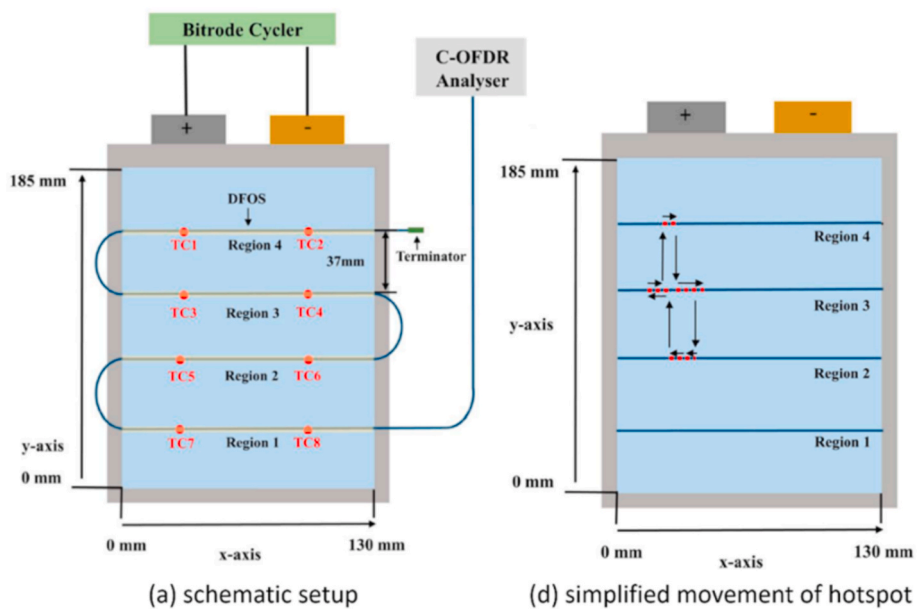 Bitrode Cycler
C-OFDR
Analyser
+
-
185 mm
DFOS
TC1
Region 4
TC2
Terminator
37mm
TC3
Region 3
TC4
TC5
Region 2
TC6
TC7
Region 1
TC8
y-axis
0 mm
0 mm
x-axis
130 mm
(a) schematic setup
+
-
185 mm
Region 4
Region 3
y-axis
Region 2
Region 1
0 mm
0 mm
x-axis
130 mm
(d) simplified movement of hotspot